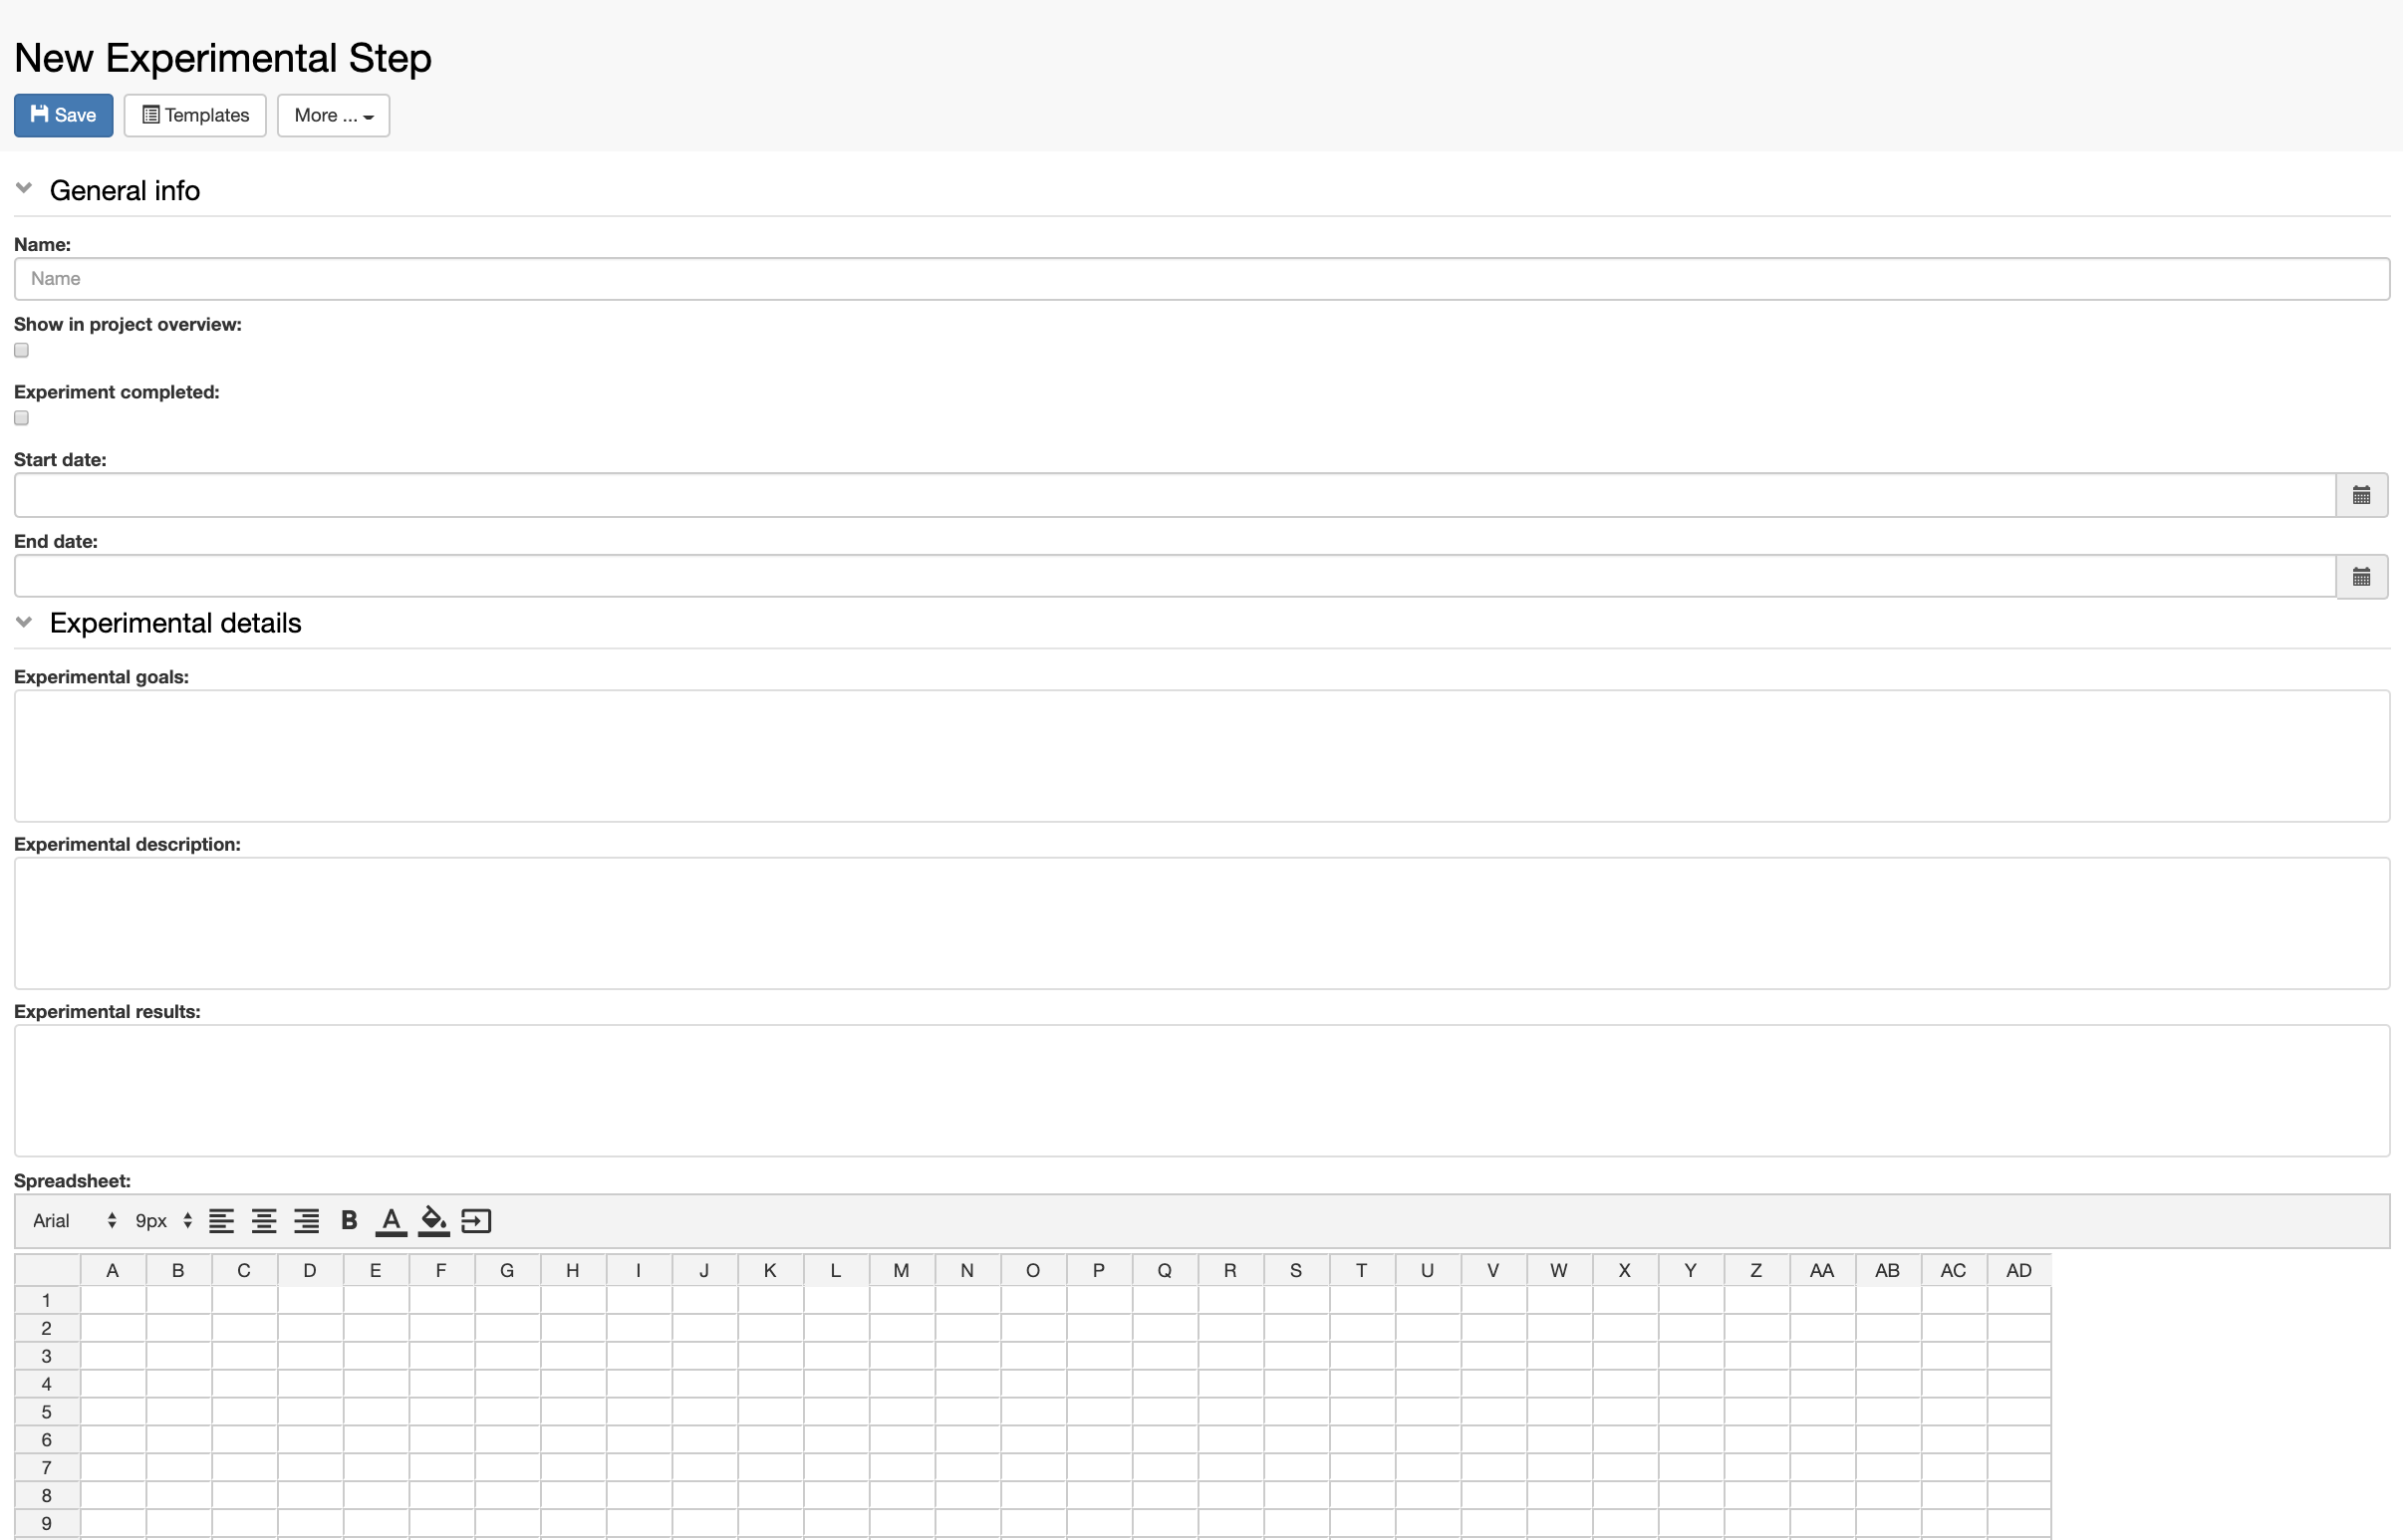 New Experimental Step
Save Templates More ...
General info
Name:
Name
Show in project overview:
Experiment completed:
Start date:
End date:
Experimental details
Experimental goals:
Experimental description:
Experimental results:
Spreadsheet:
Arial 9px B A
A B C D E F G H I J K L M N O P Q R S T U V W X Y Z AA AB AC AD
1
2
3
4
5
6
7
8
9